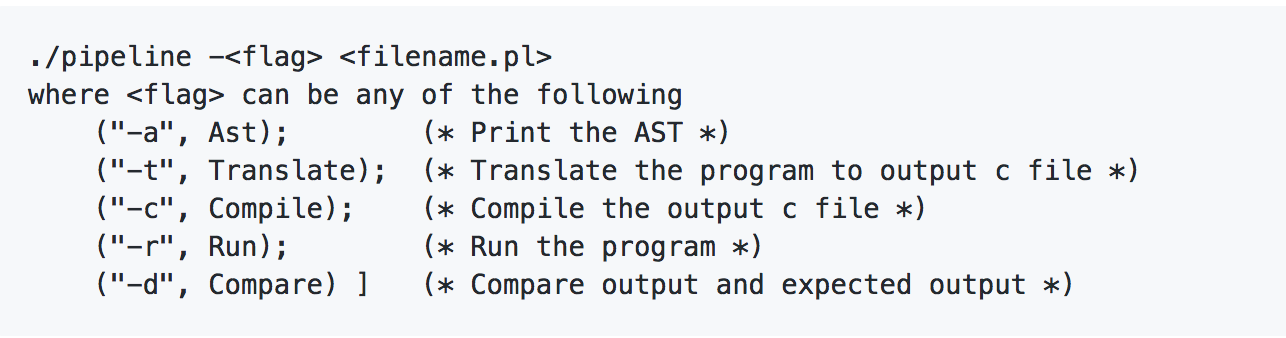 ./pipeline -<flag> <filename.pl>
where <flag> can be any of the following
    ("-a", Ast);        (* Print the AST *)
    ("-t", Translate);  (* Translate the program to output c file *)
    ("-c", Compile);    (* Compile the output c file *)
    ("-r", Run);        (* Run the program *)
    ("-d", Compare) ]   (* Compare output and expected output *)